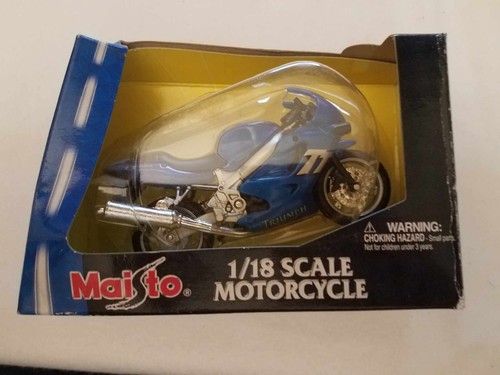 T
TRIUMPH
WARNING:
CHOKING HAZARD - Small parts
Not for children under 3 years.
Maisto®
1/18 SCALE
MOTORCYCLE